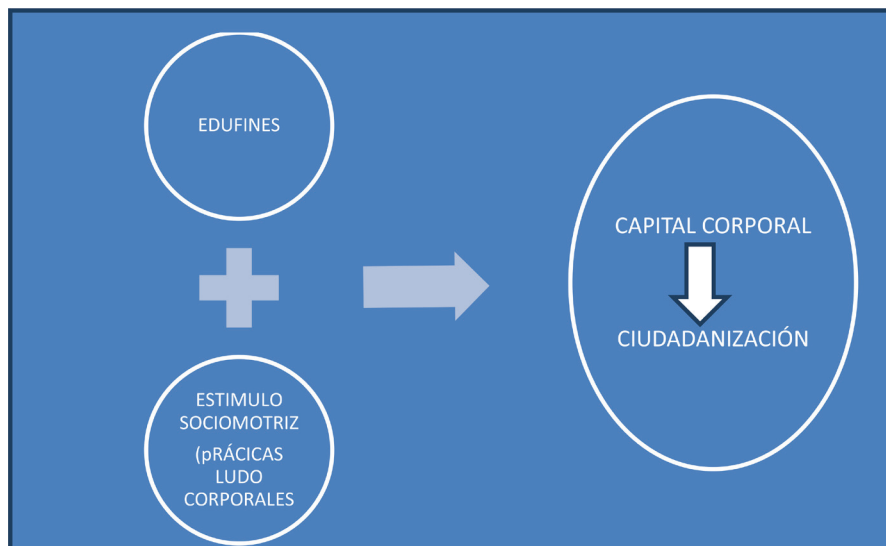 EDUFINES
ESTIMULO
SOCIOMOTRIZ
(pRÁCICAS
LUDO
CORPORALES
CAPITAL CORPORAL
CIUDADANIZACIÓN